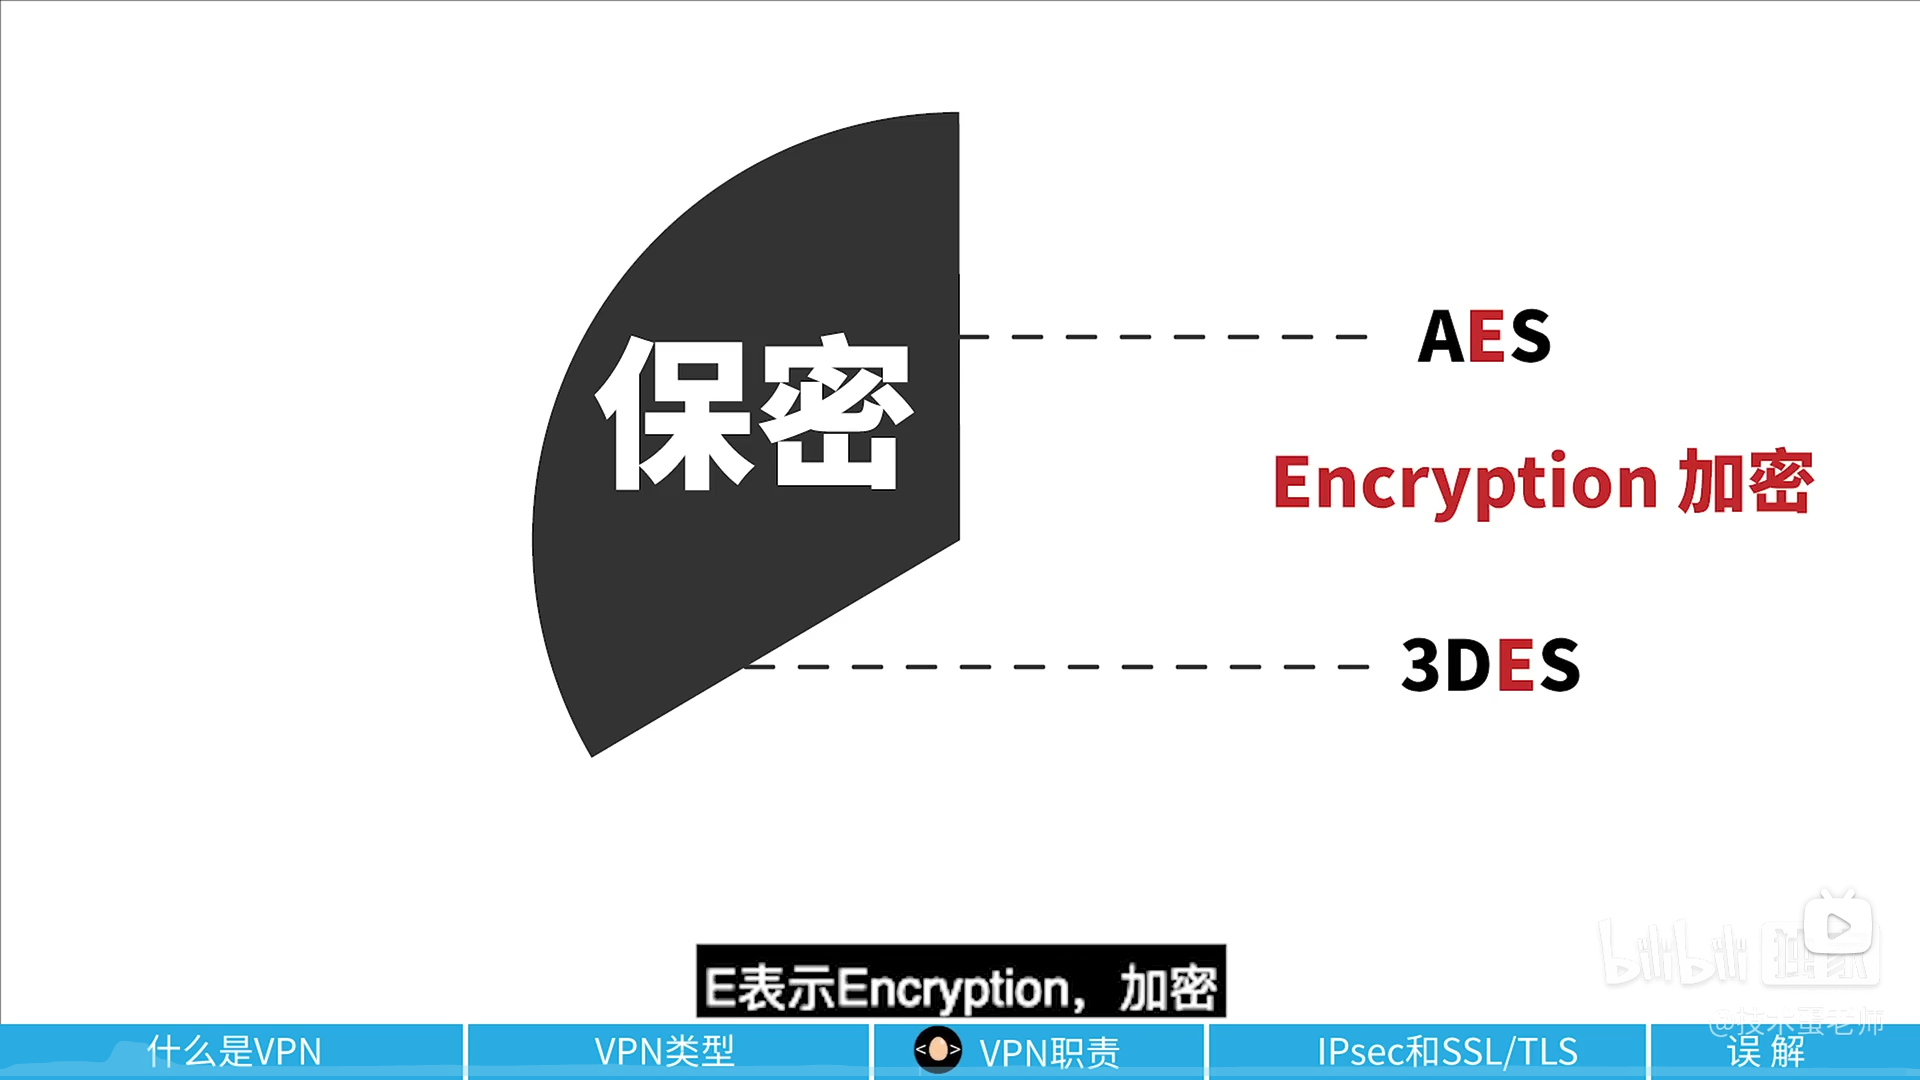 保密
AES
Encryption 加密
3DES
bilibili 独家
@技术蛋老师
E表示Encryption，加密
什么是VPN
VPN类型
<> VPN职责
IPsec和SSL/TLS
误 解